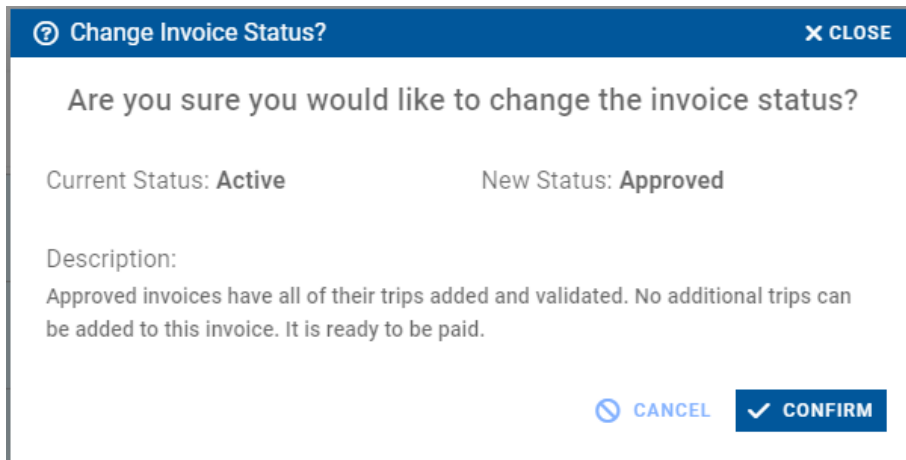 Change Invoice Status?
CLOSE
Are you sure you would like to change the invoice status?
Current Status: Active
New Status: Approved
Description:
Approved invoices have all of their trips added and validated. No additional trips can
be added to this invoice. It is ready to be paid.
CANCEL
CONFIRM